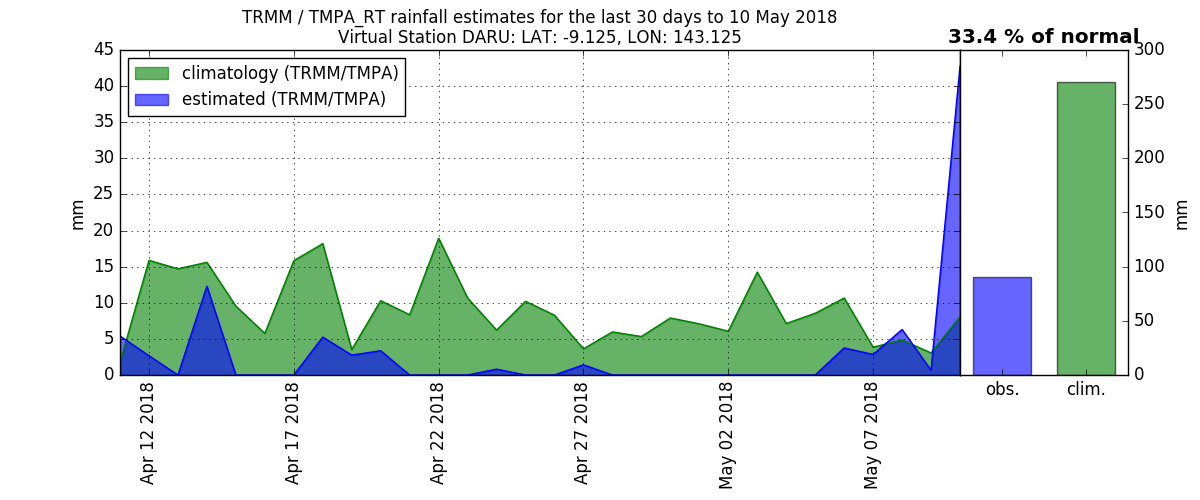 TRMM / TMPA_RT rainfall estimates for the last 30 days to 10 May 2018
Virtual Station DARU: LAT: -9.125, LON: 143.125
33.4 % of normal
climatology (TRMM/TMPA)
estimated (TRMM/TMPA)
45
40
35
30
25
20
15
10
5
0
mm
Apr 12 2018
Apr 17 2018
Apr 22 2018
Apr 27 2018
May 02 2018
May 07 2018
obs.
clim.
300
250
200
150
100
50
0
mm